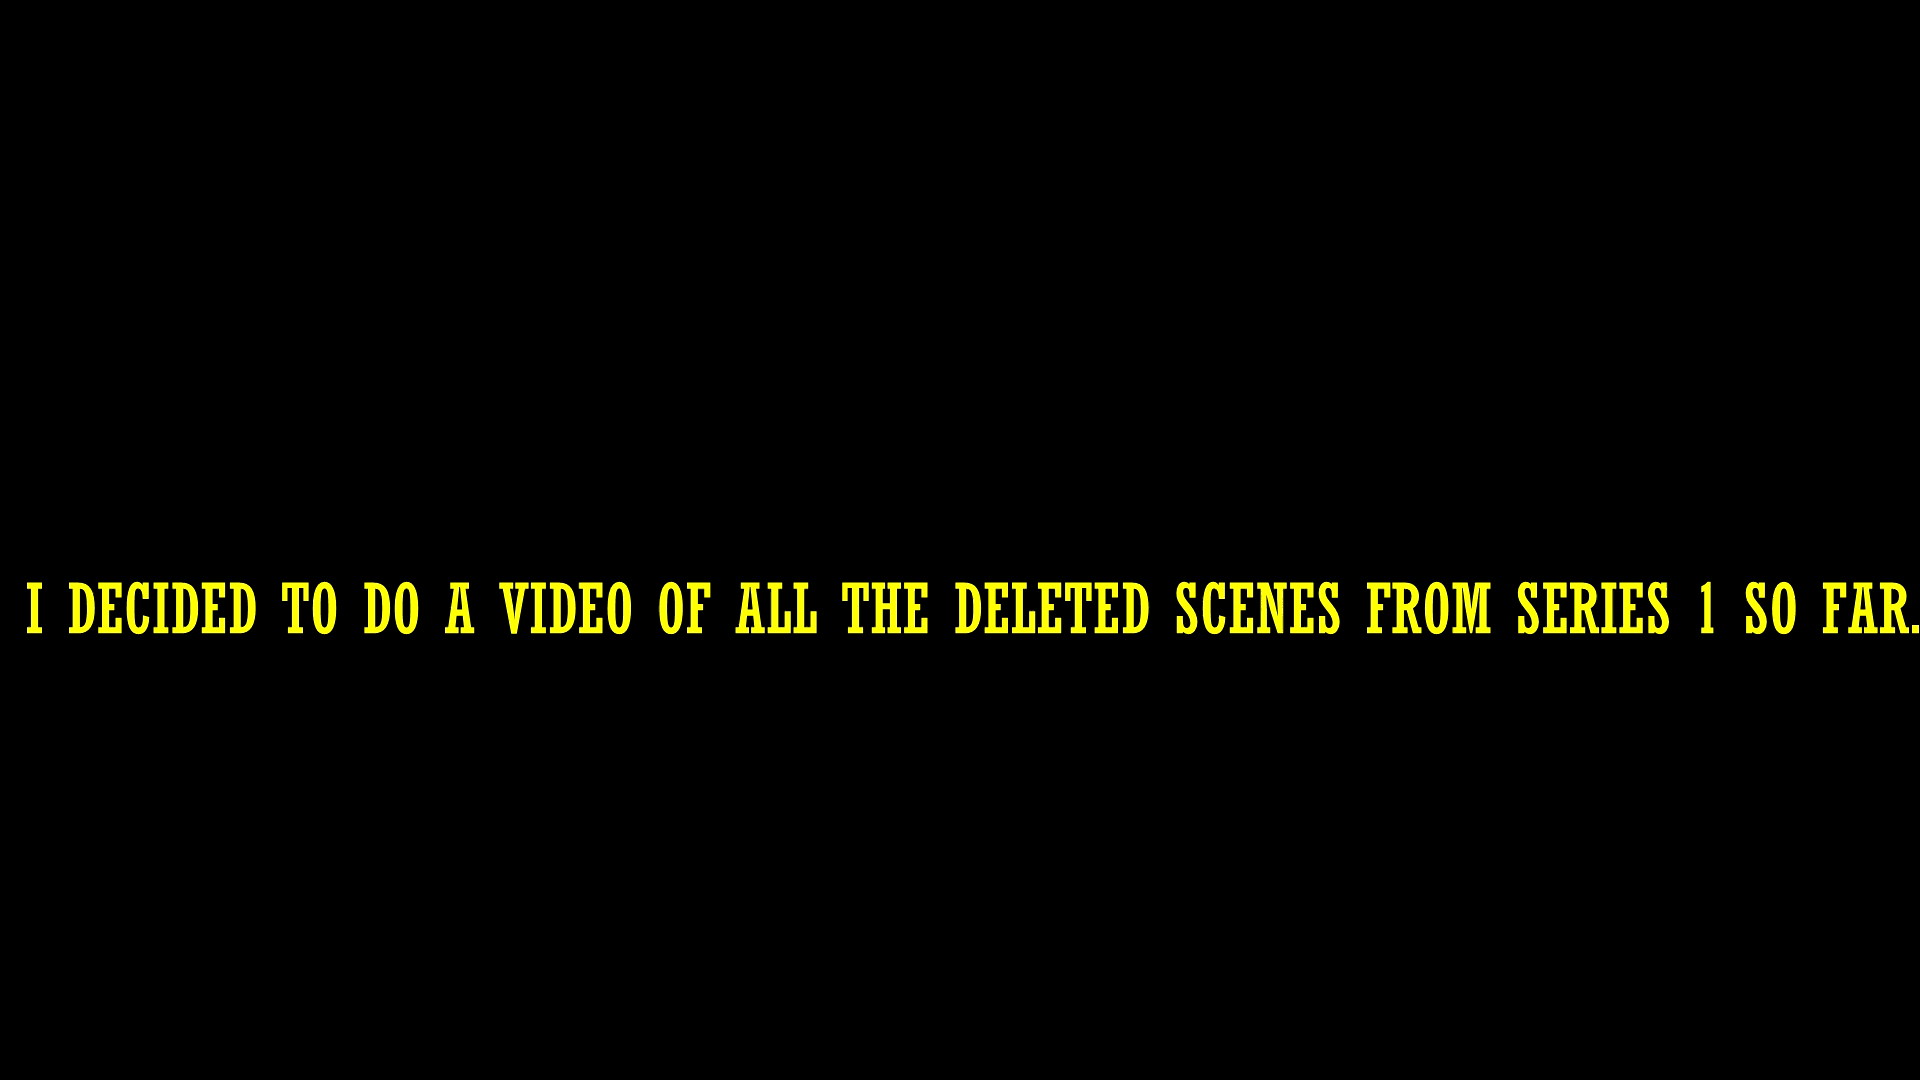 I DECIDED TO DO A VIDEO OF ALL THE DELETED SCENES FROM SERIES 1 SO FAR.